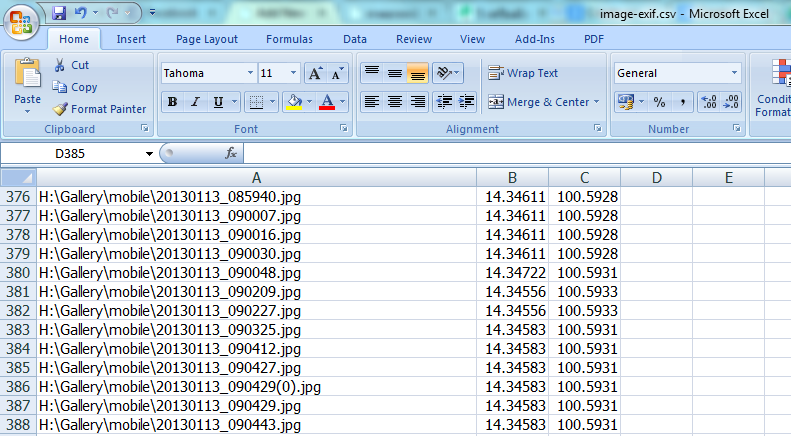 image-exif.csv - Microsoft Excel
Home Insert Page Layout Formulas Data Review View Add-Ins PDF
Paste
Cut
Copy
Format Painter
Clipboard
Tahoma 11 A A
B I U A
Font
Wrap Text
Merge & Center
Alignment
General
% , .00 .0 .00
Number
Condit
Format
D385 fx
A B C D E
376 H:\Gallery\mobile\20130113_085940.jpg 14.34611 100.5928
377 H:\Gallery\mobile\20130113_090007.jpg 14.34611 100.5928
378 H:\Gallery\mobile\20130113_090016.jpg 14.34611 100.5928
379 H:\Gallery\mobile\20130113_090030.jpg 14.34611 100.5928
380 H:\Gallery\mobile\20130113_090048.jpg 14.34722 100.5931
381 H:\Gallery\mobile\20130113_090209.jpg 14.34556 100.5933
382 H:\Gallery\mobile\20130113_090227.jpg 14.34556 100.5933
383 H:\Gallery\mobile\20130113_090325.jpg 14.34583 100.5931
384 H:\Gallery\mobile\20130113_090412.jpg 14.34583 100.5931
385 H:\Gallery\mobile\20130113_090427.jpg 14.34583 100.5931
386 H:\Gallery\mobile\20130113_090429(0).jpg 14.34583 100.5931
387 H:\Gallery\mobile\20130113_090429.jpg 14.34583 100.5931
388 H:\Gallery\mobile\20130113_090443.jpg 14.34583 100.5931